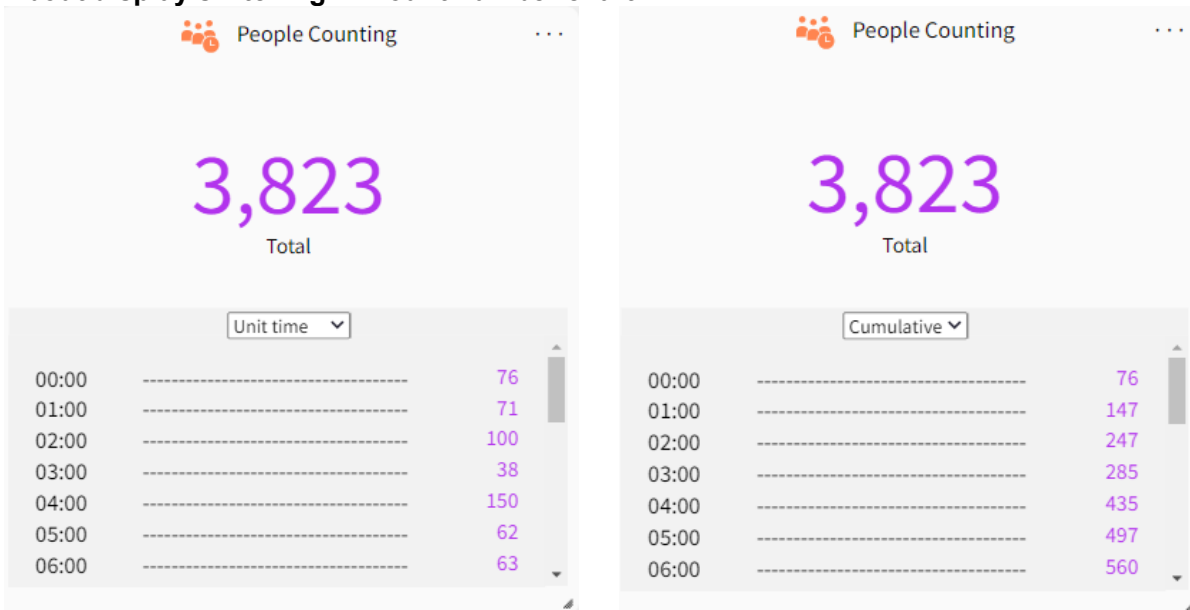 People Counting
...
3,823
Total
Unit time
00:00 ------------------------------------- 76
01:00 ------------------------------------- 71
02:00 ------------------------------------- 100
03:00 ------------------------------------- 38
04:00 ------------------------------------- 150
05:00 ------------------------------------- 62
06:00 ------------------------------------- 63
People Counting
...
3,823
Total
Cumulative
00:00 ------------------------------------- 76
01:00 ------------------------------------- 147
02:00 ------------------------------------- 247
03:00 ------------------------------------- 285
04:00 ------------------------------------- 435
05:00 ------------------------------------- 497
06:00 ------------------------------------- 560